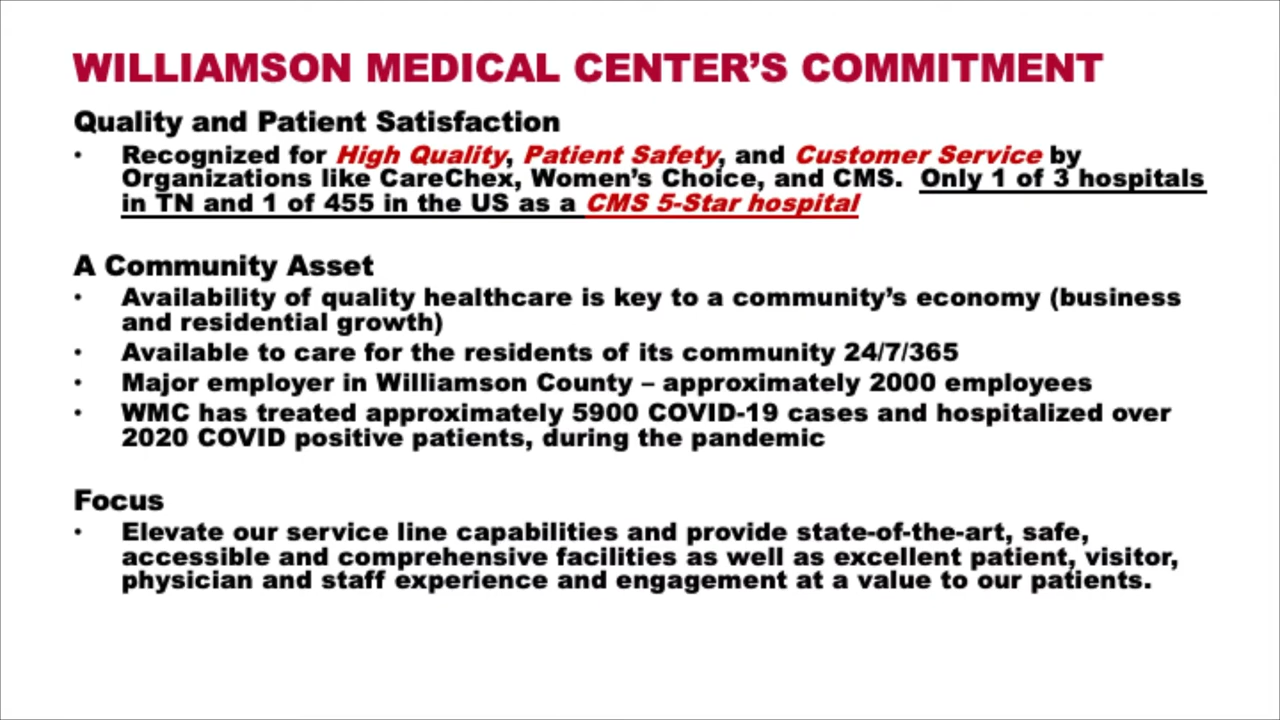 WILLIAMSON MEDICAL CENTER’S COMMITMENT
Quality and Patient Satisfaction
• Recognized for High Quality, Patient Safety, and Customer Service by
Organizations like CareChex, Women’s Choice, and CMS. Only 1 of 3 hospitals
in TN and 1 of 455 in the US as a CMS 5-Star hospital
A Community Asset
• Availability of quality healthcare is key to a community’s economy (business
and residential growth)
• Available to care for the residents of its community 24/7/365
• Major employer in Williamson County – approximately 2000 employees
• WMC has treated approximately 5900 COVID-19 cases and hospitalized over
2020 COVID positive patients, during the pandemic
Focus
• Elevate our service line capabilities and provide state-of-the-art, safe,
accessible and comprehensive facilities as well as excellent patient, visitor,
physician and staff experience and engagement at a value to our patients.